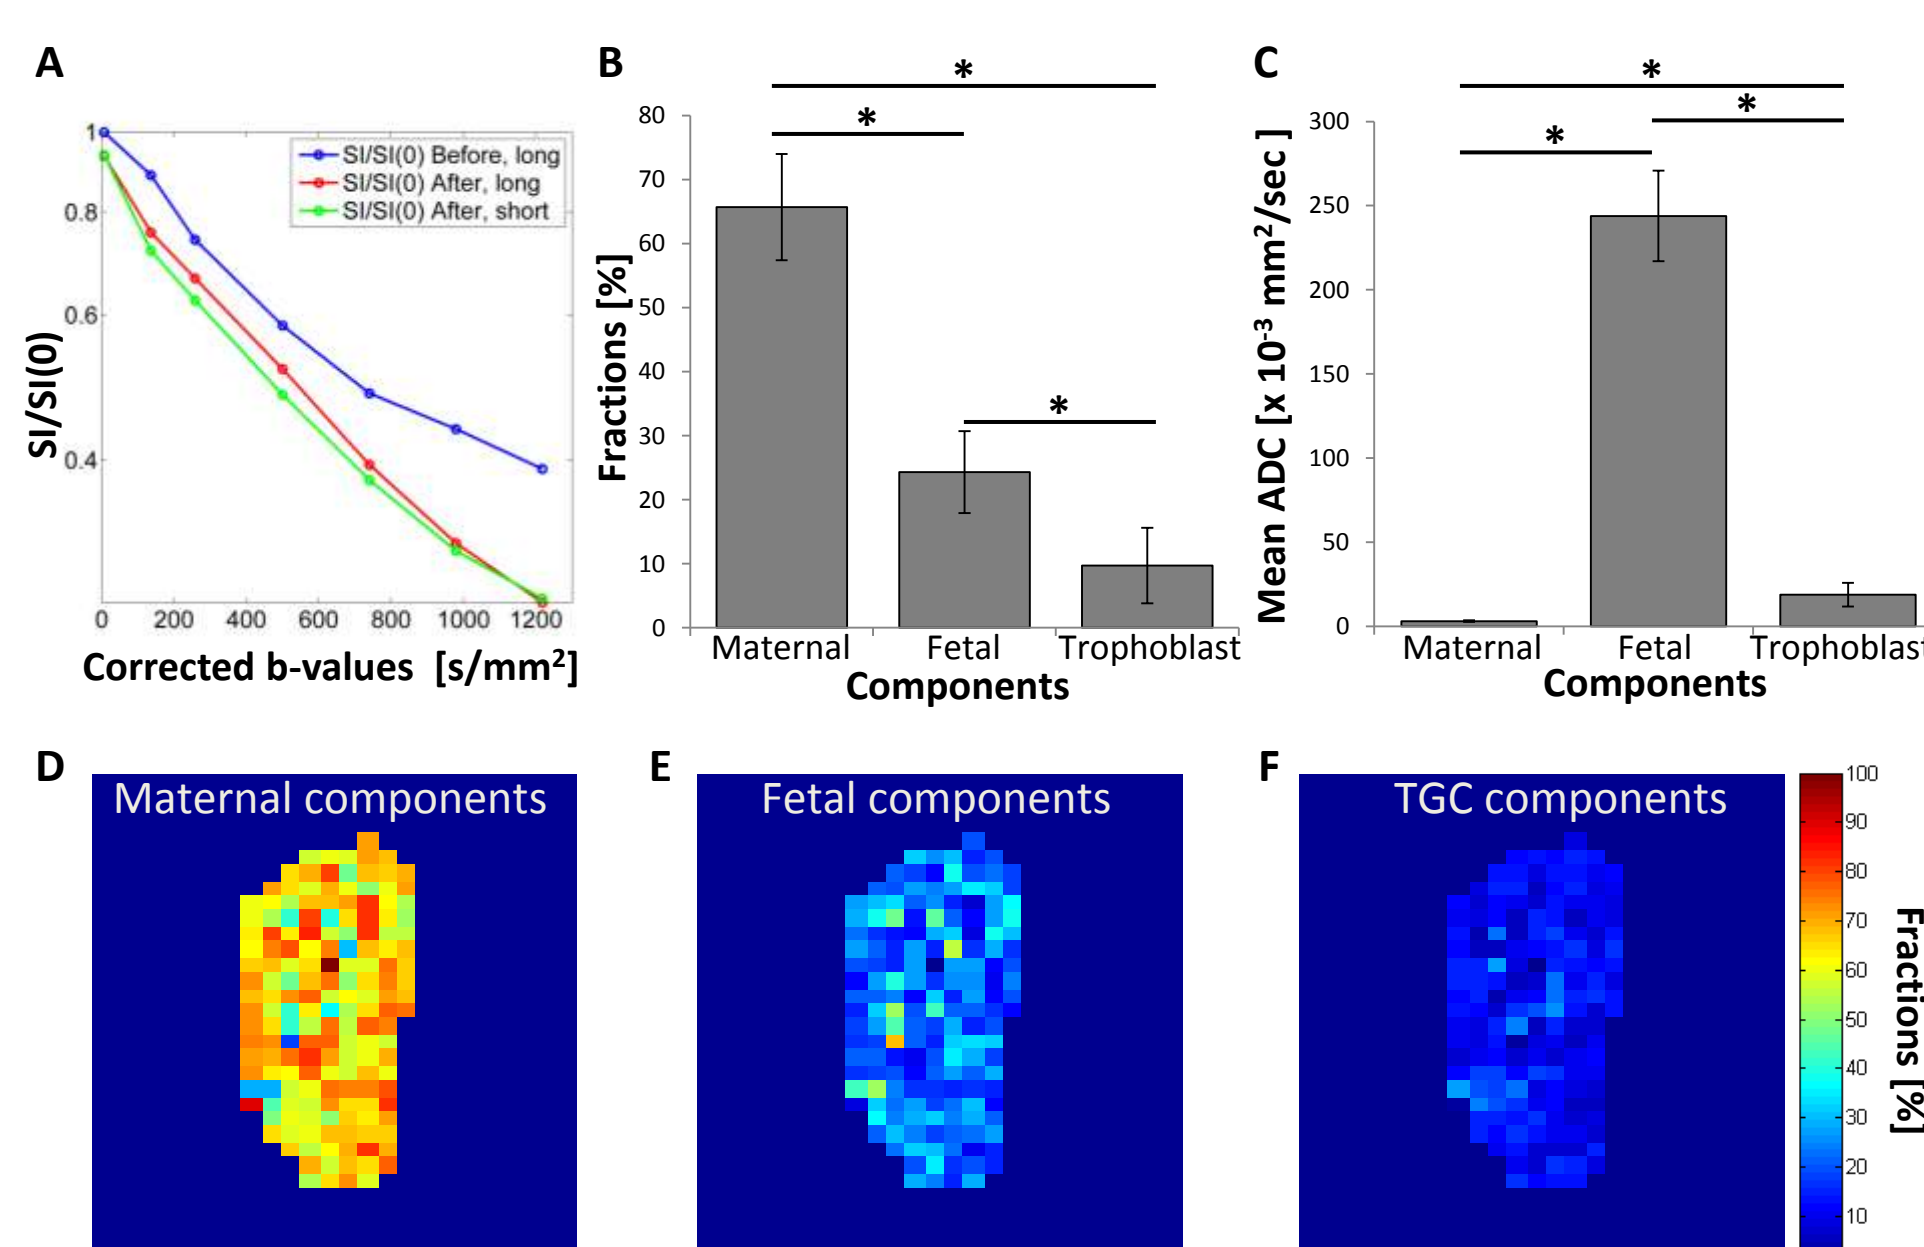 A
1
0.8
0.6
0.4
SI/SI(0)
SI/SI(0) Before, long
SI/SI(0) After, long
SI/SI(0) After, short
0 200 400 600 800 1000 1200
Corrected b-values [s/mm²]
B
*
*
*
80
70
60
50
40
30
20
10
0
Fractions [%]
Maternal Fetal Trophoblast
Components
C
*
*
*
300
250
200
150
100
50
0
Mean ADC [x 10⁻³ mm²/sec ]
Maternal Fetal Trophoblast
Components
D
Maternal components
E
Fetal components
F
TGC components
100
90
80
70
60
50
40
30
20
10
Fractions [%]